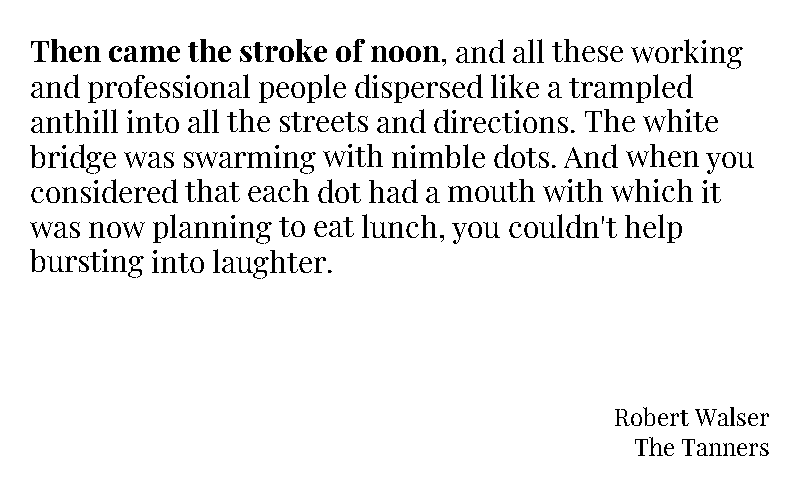 Then came the stroke of noon, and all these working
and professional people dispersed like a trampled
anthill into all the streets and directions. The white
bridge was swarming with nimble dots. And when you
considered that each dot had a mouth with which it
was now planning to eat lunch, you couldn't help
bursting into laughter.
Robert Walser
The Tanners